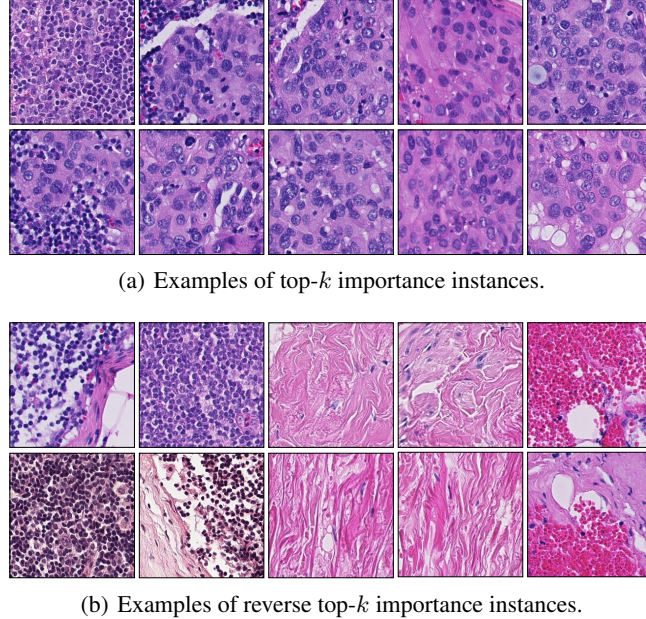 (a) Examples of top-k importance instances.
(b) Examples of reverse top-k importance instances.